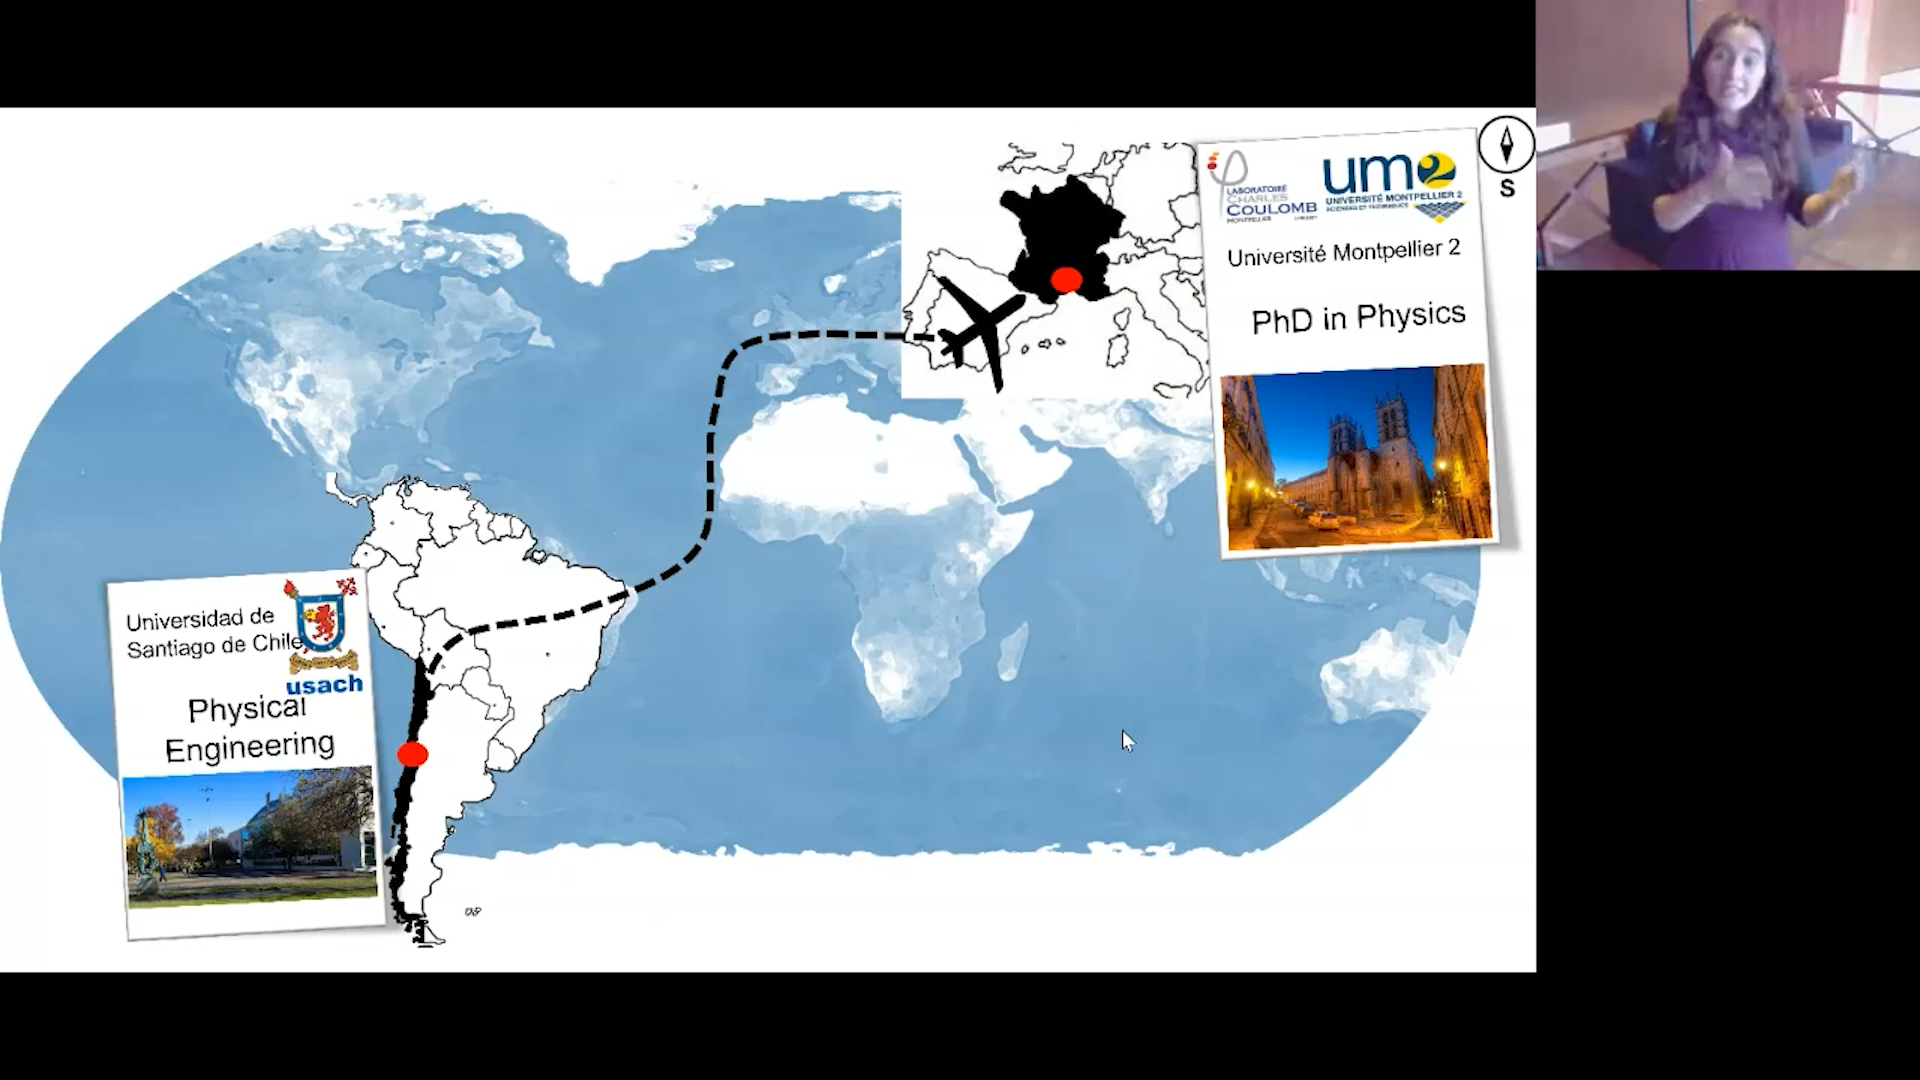 Universidad de
Santiago de Chile
usach
Physical
Engineering
LABORATOIRE
CHARLES
COULOMB
MONTPELLIER
um2
UNIVERSITÉ MONTPELLIER 2
SCIENCES ET TECHNIQUES
Université Montpellier 2
PhD in Physics
S